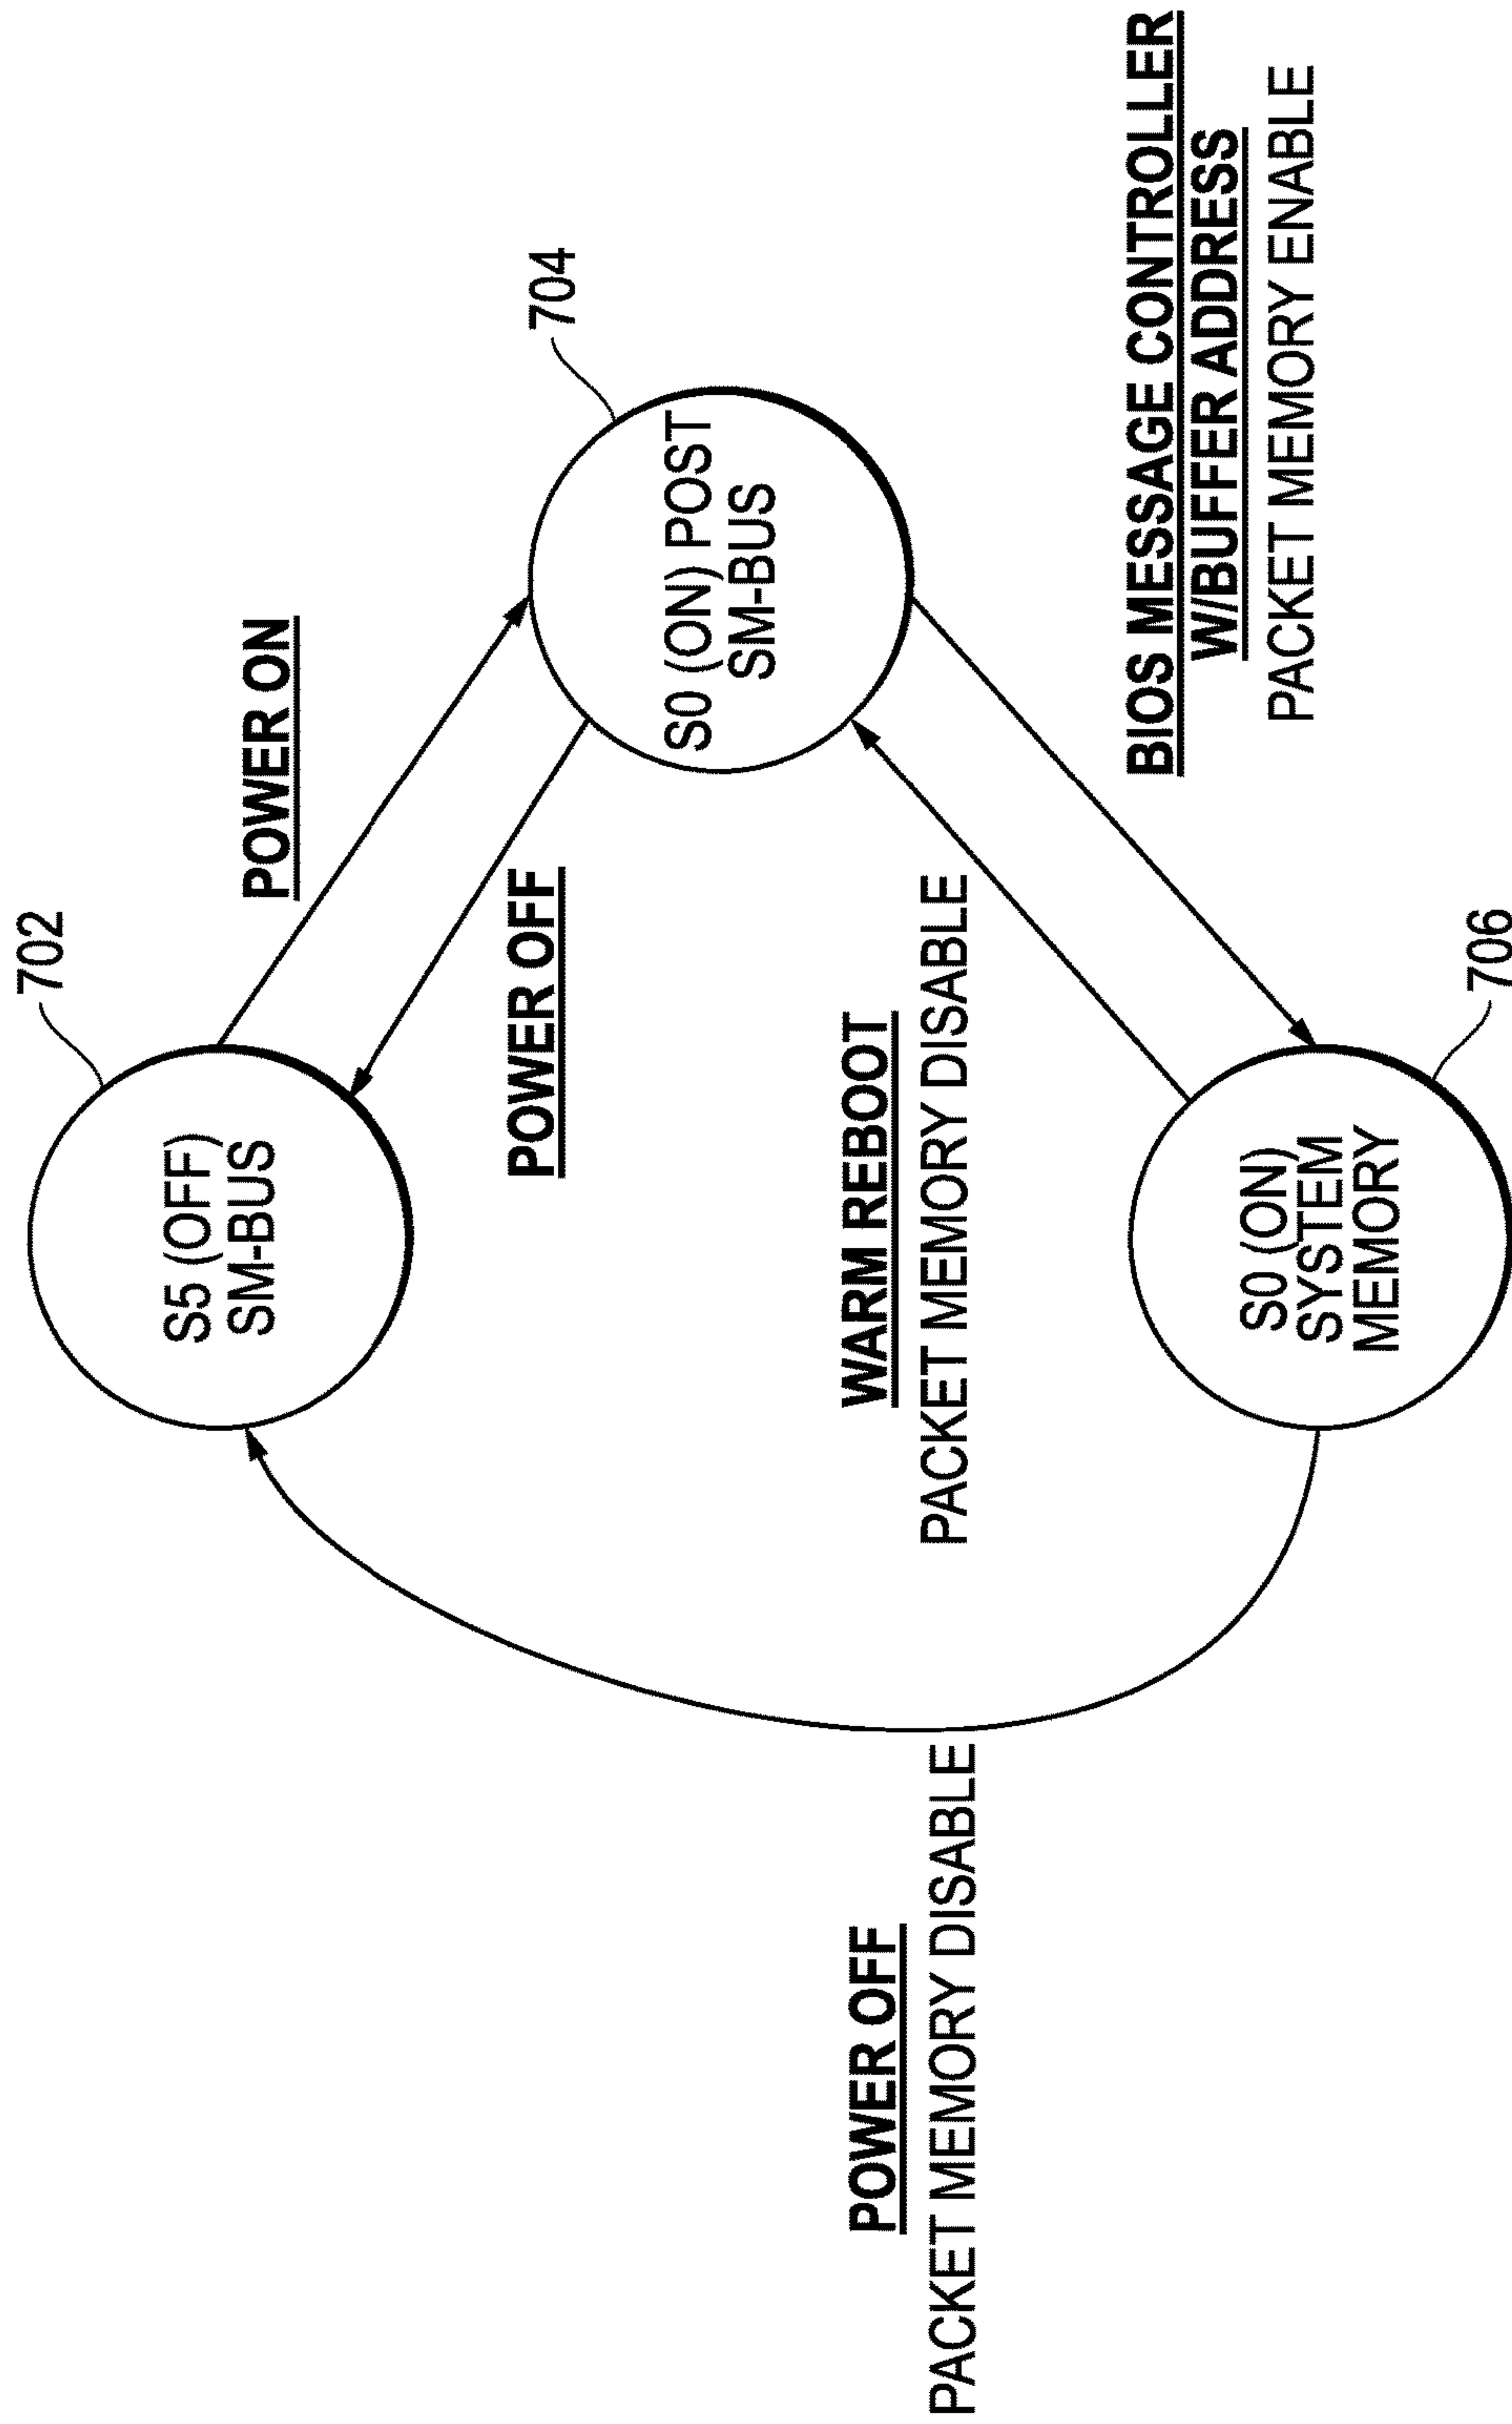 702
S5 (OFF)
SM-BUS
POWER ON
POWER OFF
704
S0 (ON) POST
SM-BUS
POWER OFF
PACKET MEMORY DISABLE
WARM REBOOT
PACKET MEMORY DISABLE
BIOS MESSAGE CONTROLLER
W/BUFFER ADDRESS
PACKET MEMORY ENABLE
S0 (ON)
SYSTEM
MEMORY
706